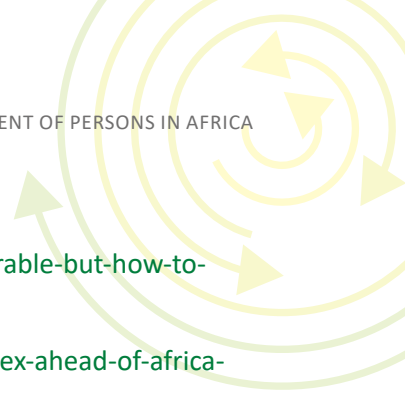 ENT OF PERSONS IN AFRICA
rable-but-how-to-
ex-ahead-of-africa-